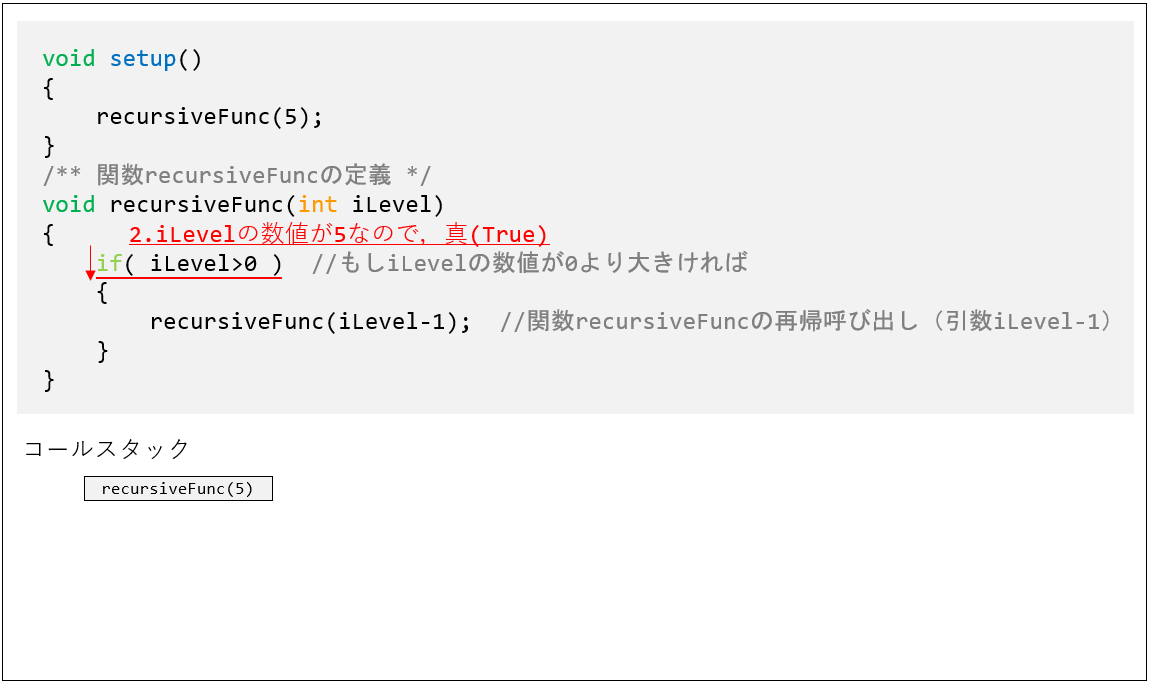 void setup()
{
    recursiveFunc(5);
}
/** 関数recursiveFuncの定義 */
void recursiveFunc(int iLevel)
{
2.iLevelの数値が5なので，真(True)
    if( iLevel>0 )  //もしiLevelの数値が0より大きければ
    {
        recursiveFunc(iLevel-1);  //関数recursiveFuncの再帰呼び出し（引数iLevel-1）
    }
}
コールスタック
recursiveFunc(5)